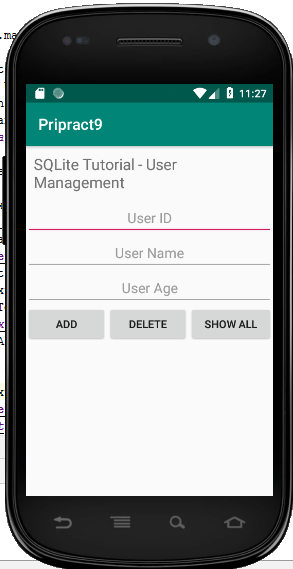 11:27
Pripract9
SQLite Tutorial - User
Management
User ID
User Name
User Age
ADD DELETE SHOW ALL